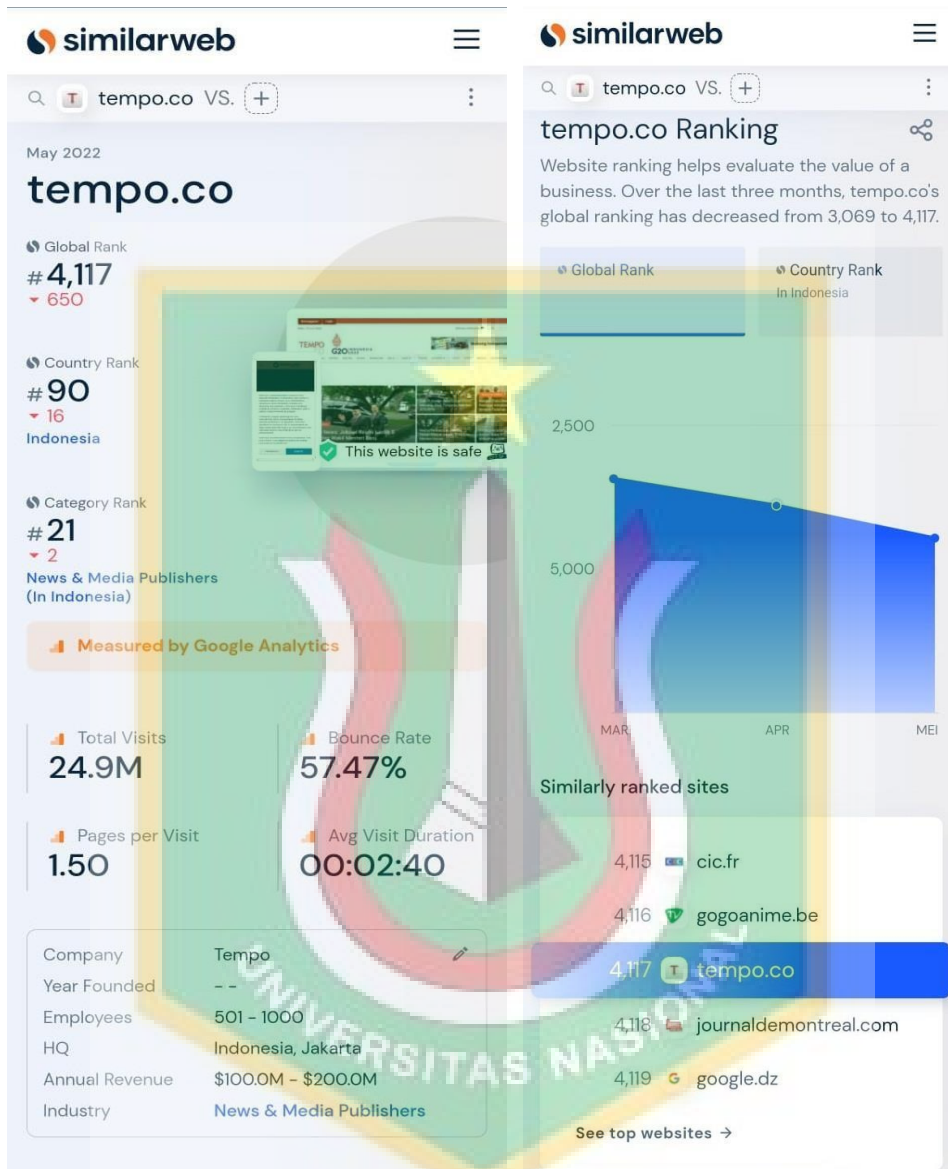 similarweb
tempo.co VS.
May 2022
tempo.co
Global Rank
#4,117
650
Country Rank
#90
16
Indonesia
Category Rank
#21
2
News & Media Publishers
(In Indonesia)
TEMPO
G20
This website is safe
Measured by Google Analytics
Total Visits
24.9M
Bounce Rate
57.47%
Pages per Visit
1.50
Avg Visit Duration
00:02:40
Company Tempo
Year Founded - -
Employees 501 - 1000
HQ Indonesia, Jakarta
Annual Revenue $100.0M - $200.0M
Industry News & Media Publishers
similarweb
tempo.co VS.
tempo.co Ranking
Website ranking helps evaluate the value of a
business. Over the last three months, tempo.co's
global ranking has decreased from 3,069 to 4,117.
Global Rank
Country Rank
In Indonesia
2,500
5,000
MAR APR MEI
Similarly ranked sites
4,115 cic.fr
4,116 gogoanime.be
4,117 T tempo.co
4,118 journaldemontreal.com
4,119 G google.dz
See top websites →
UNIVERSITAS NASIONAL